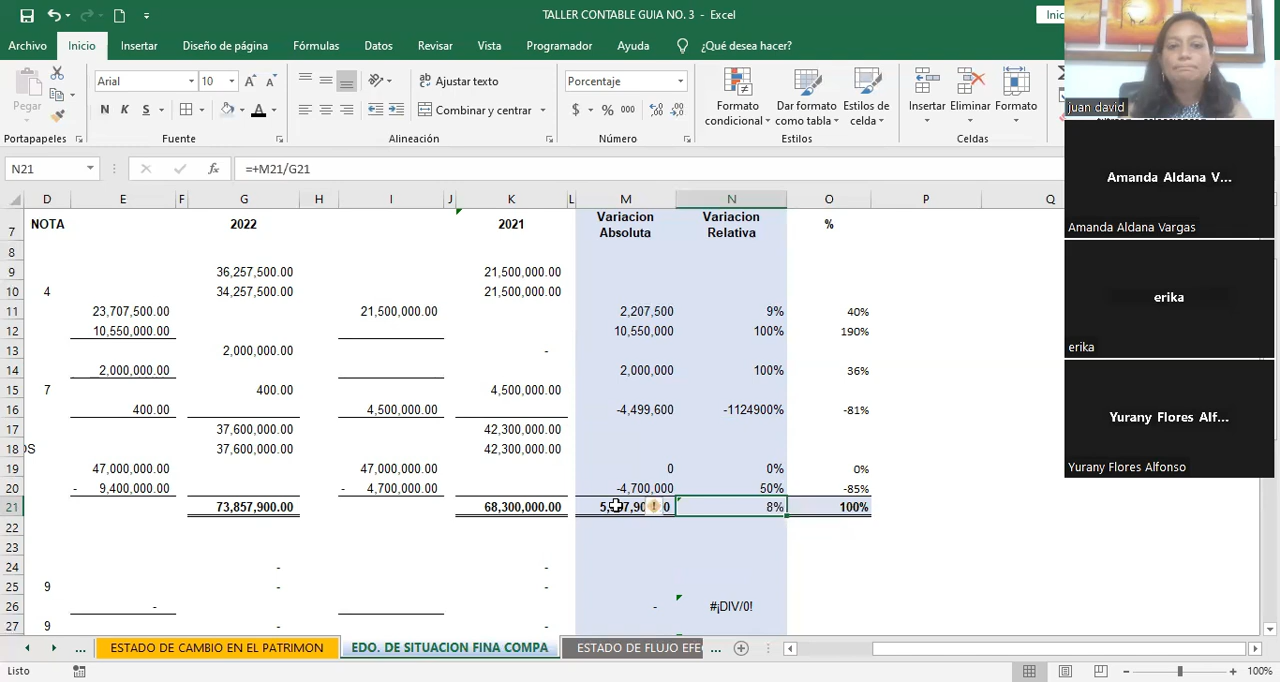 TALLER CONTABLE GUIA NO. 3 - Excel
Inic
Archivo Inicio Insertar Diseño de página Fórmulas Datos Revisar Vista Programador Ayuda ¿Qué desea hacer?
Pegar
Arial 10
N K S
Ajustar texto
Combinar y centrar
Porcentaje
$ % 000
Formato condicional
Dar formato como tabla
Estilos de celda
Insertar Eliminar Formato
Portapapeles Fuente Alineación Número Estilos Celdas
N21 fx =+M21/G21
D E F G H I J K L M N O P Q
7 NOTA 2022 2021 Variacion Absoluta Variacion Relativa %
8
9 36,257,500.00 21,500,000.00
10 4 34,257,500.00 21,500,000.00
11 23,707,500.00 21,500,000.00 2,207,500 9% 40%
12 10,550,000.00 10,550,000 100% 190%
13 2,000,000.00 -
14 2,000,000.00 2,000,000 100% 36%
15 7 400.00 4,500,000.00
16 400.00 4,500,000.00 -4,499,600 -1124900% -81%
17 37,600,000.00 42,300,000.00
18 OS 37,600,000.00 42,300,000.00
19 47,000,000.00 47,000,000.00 0 0% 0%
20 - 9,400,000.00 - 4,700,000.00 -4,700,000 50% -85%
21 73,857,900.00 68,300,000.00 8% 100%
22
23
24 - -
25 9 - -
26 - - #¡DIV/0!
27 9 - -
... ESTADO DE CAMBIO EN EL PATRIMON EDO. DE SITUACION FINA COMPA ESTADO DE FLUJO EFE ...
Listo 100%
juan david
Amanda Aldana V...
Amanda Aldana Vargas
erika
erika
Yurany Flores Alf...
Yurany Flores Alfonso